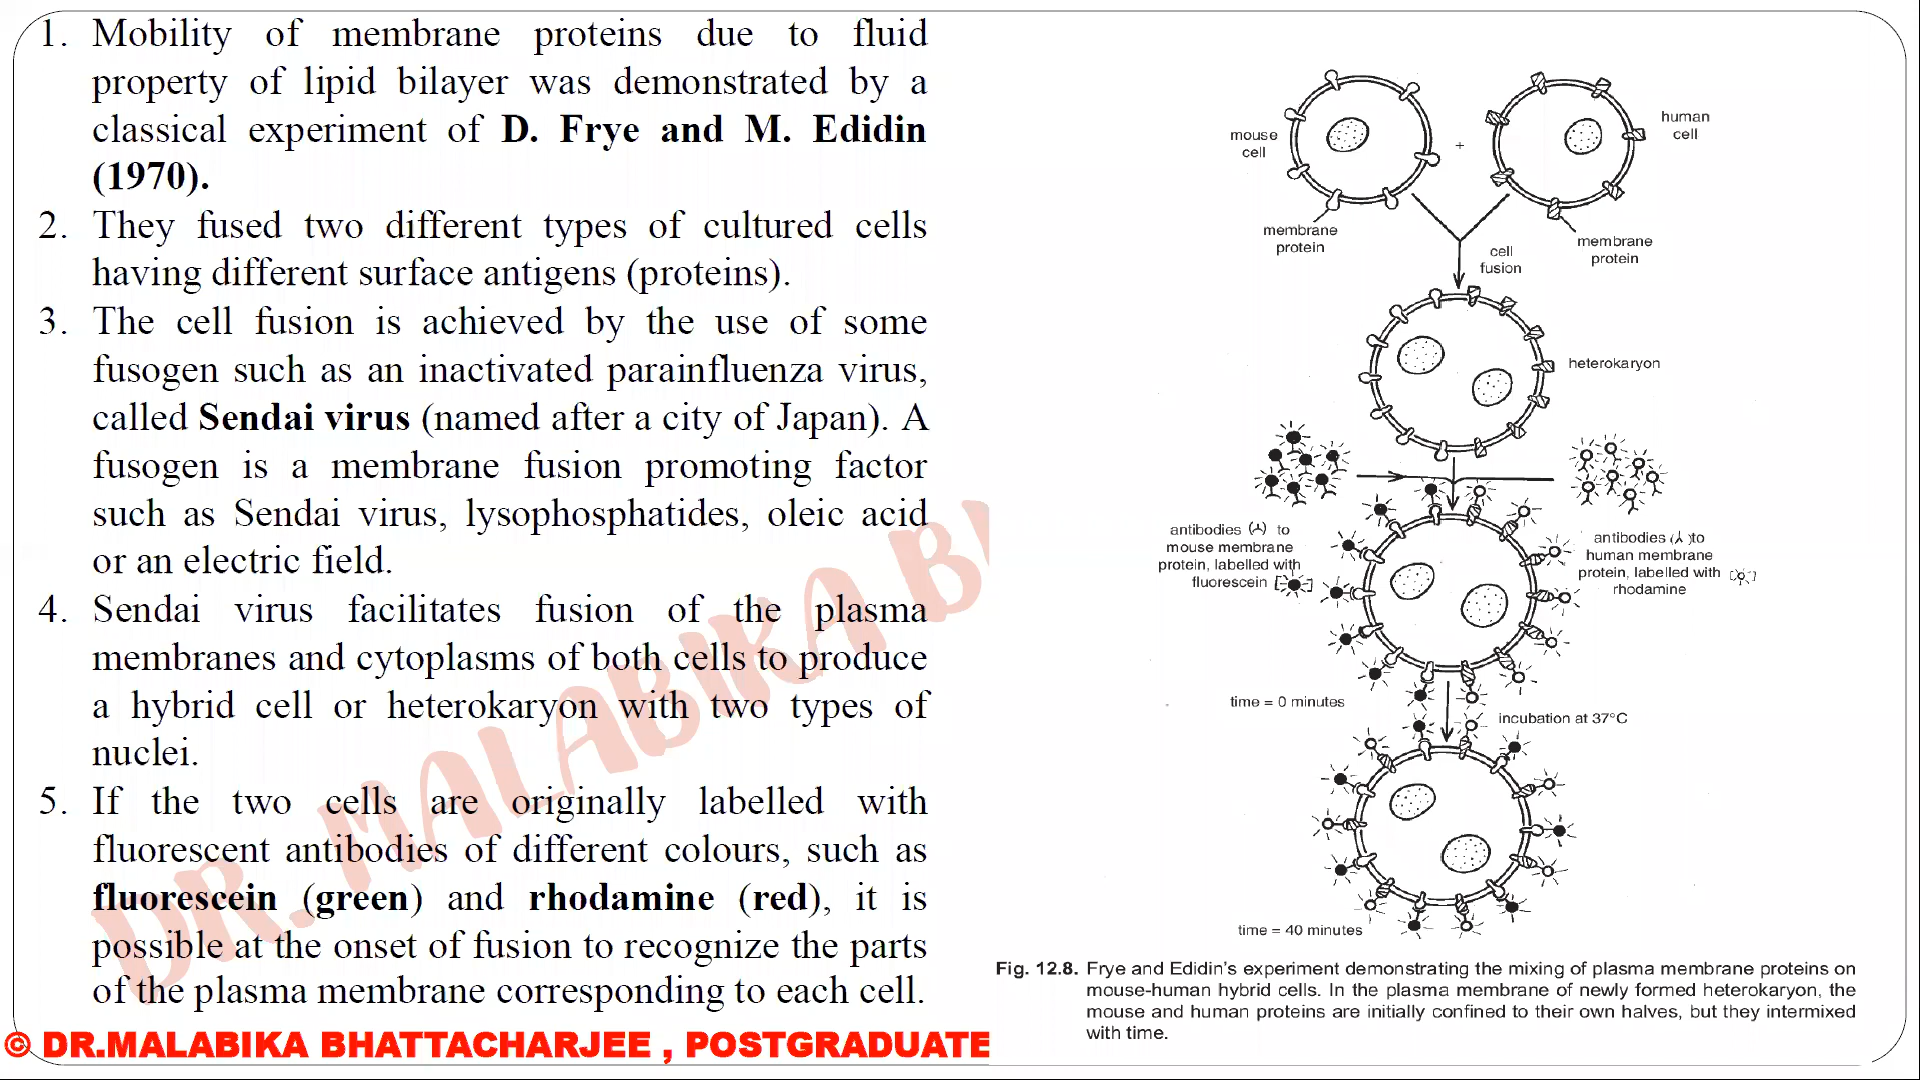 1. Mobility of membrane proteins due to fluid
property of lipid bilayer was demonstrated by a
classical experiment of D. Frye and M. Edidin
(1970).
2. They fused two different types of cultured cells
having different surface antigens (proteins).
3. The cell fusion is achieved by the use of some
fusogen such as an inactivated parainfluenza virus,
called Sendai virus (named after a city of Japan). A
fusogen is a membrane fusion promoting factor
such as Sendai virus, lysophosphatides, oleic acid
or an electric field.
4. Sendai virus facilitates fusion of the plasma
membranes and cytoplasms of both cells to produce
a hybrid cell or heterokaryon with two types of
nuclei.
5. If the two cells are originally labelled with
fluorescent antibodies of different colours, such as
fluorescein (green) and rhodamine (red), it is
possible at the onset of fusion to recognize the parts
of the plasma membrane corresponding to each cell.
DR. MALABIKA B
© DR.MALABIKA BHATTACHARJEE , POSTGRADUATE
mouse
cell
+
human
cell
membrane
protein
membrane
protein
cell
fusion
heterokaryon
antibodies ( ) to
mouse membrane
protein, labelled with
fluorescein [ ]
antibodies ( ) to
human membrane
protein, labelled with [ ]
rhodamine
time = 0 minutes
incubation at 37°C
time = 40 minutes
Fig. 12.8. Frye and Edidin's experiment demonstrating the mixing of plasma membrane proteins on
mouse-human hybrid cells. In the plasma membrane of newly formed heterokaryon, the
mouse and human proteins are initially confined to their own halves, but they intermixed
with time.